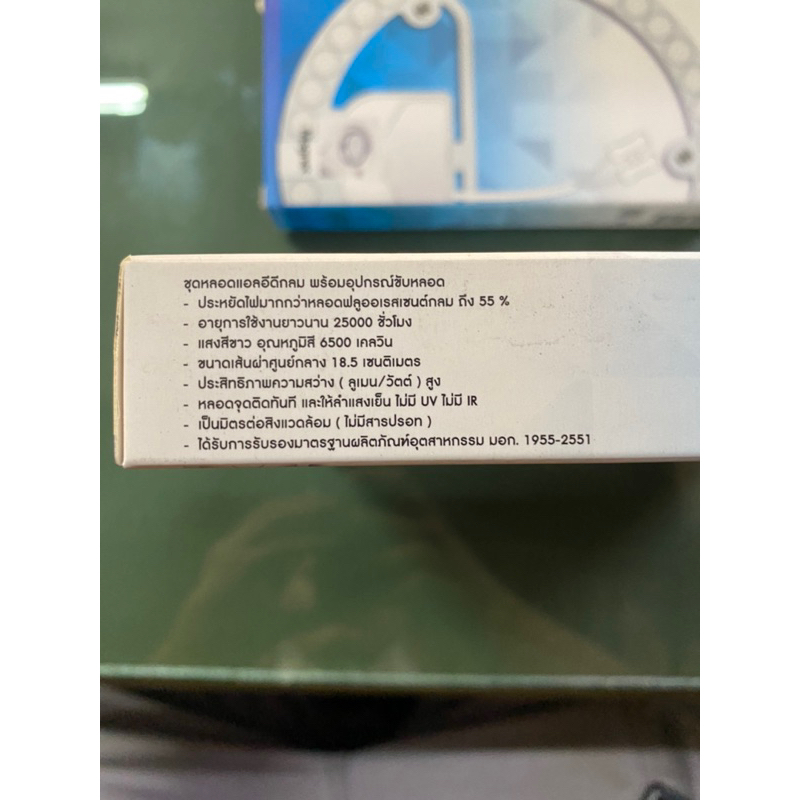 ชุดหลอดแอลอีดีกลม พร้อมอุปกรณ์ขับหลอด
- ประหยัดไฟมากกว่าหลอดฟลูออเรสเซนต์กลม ถึง 55 %
- อายุการใช้งานยาวนาน 25000 ชั่วโมง
- แสงสีขาว อุณหภูมิสี 6500 เคลวิน
- ขนาดเส้นผ่าศูนย์กลาง 18.5 เซนติเมตร
- ประสิทธิภาพความสว่าง ( ลูเมน/วัตต์ ) สูง
- หลอดจุดติดทันที และให้ลำแสงเย็น ไม่มี UV ไม่มี IR
- เป็นมิตรต่อสิ่งแวดล้อม ( ไม่มีสารปรอท )
- ได้รับการรับรองมาตรฐานผลิตภัณฑ์อุตสาหกรรม มอก. 1955-2551